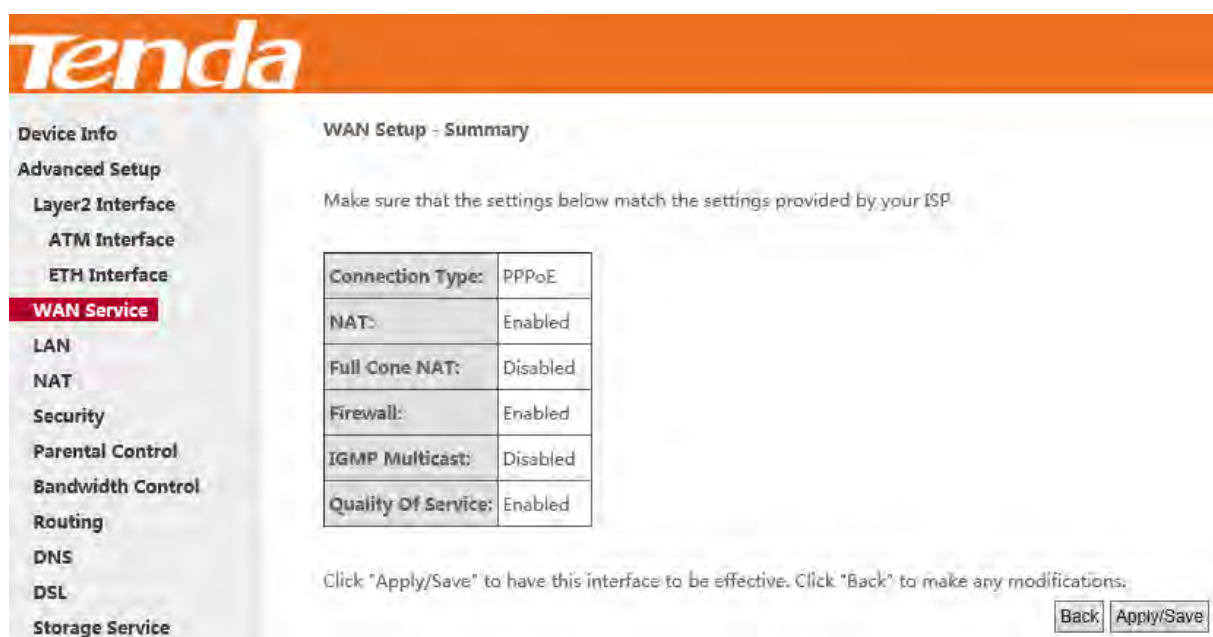 Tenda
Device Info
Advanced Setup
Layer2 Interface
ATM Interface
ETH Interface
WAN Service
LAN
NAT
Security
Parental Control
Bandwidth Control
Routing
DNS
DSL
Storage Service
WAN Setup - Summary
Make sure that the settings below match the settings provided by your ISP
Connection Type: PPPoE
NAT: Enabled
Full Cone NAT: Disabled
Firewall: Enabled
IGMP Multicast: Disabled
Quality Of Service: Enabled
Click "Apply/Save" to have this interface to be effective. Click "Back" to make any modifications.
Back Apply/Save